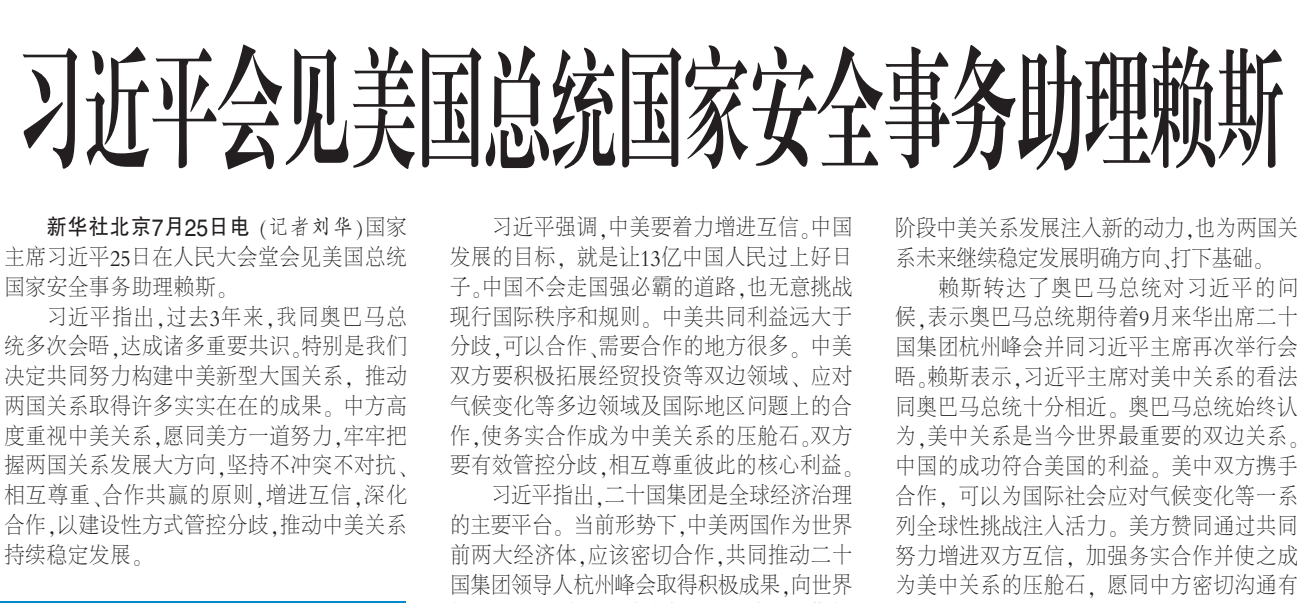 习近平会见美国总统国家安全事务助理赖斯
新华社北京7月25日电 (记者刘华)国家
主席习近平25日在人民大会堂会见美国总统
国家安全事务助理赖斯。
习近平指出,过去3年来,我同奥巴马总
统多次会晤,达成诸多重要共识。特别是我们
决定共同努力构建中美新型大国关系，推动
两国关系取得许多实实在在的成果。中方高
度重视中美关系,愿同美方一道努力,牢牢把
握两国关系发展大方向,坚持不冲突不对抗、
相互尊重、合作共赢的原则,增进互信,深化
合作,以建设性方式管控分歧,推动中美关系
持续稳定发展。
习近平强调,中美要着力增进互信。中国
发展的目标，就是让13亿中国人民过上好日
子。中国不会走国强必霸的道路,也无意挑战
现行国际秩序和规则。中美共同利益远大于
分歧,可以合作、需要合作的地方很多。中美
双方要积极拓展经贸投资等双边领域、应对
气候变化等多边领域及国际地区问题上的合
作,使务实合作成为中美关系的压舱石。双方
要有效管控分歧,相互尊重彼此的核心利益。
习近平指出,二十国集团是全球经济治理
的主要平台。当前形势下,中美两国作为世界
前两大经济体,应该密切合作,共同推动二十
国集团领导人杭州峰会取得积极成果,向世界
阶段中美关系发展注入新的动力,也为两国关
系未来继续稳定发展明确方向、打下基础。
赖斯转达了奥巴马总统对习近平的问
候,表示奥巴马总统期待着9月来华出席二十
国集团杭州峰会并同习近平主席再次举行会
晤。赖斯表示,习近平主席对美中关系的看法
同奥巴马总统十分相近。奥巴马总统始终认
为,美中关系是当今世界最重要的双边关系。
中国的成功符合美国的利益。美中双方携手
合作，可以为国际社会应对气候变化等一系
列全球性挑战注入活力。美方赞同通过共同
努力增进双方互信，加强务实合作并使之成
为美中关系的压舱石，愿同中方密切沟通有